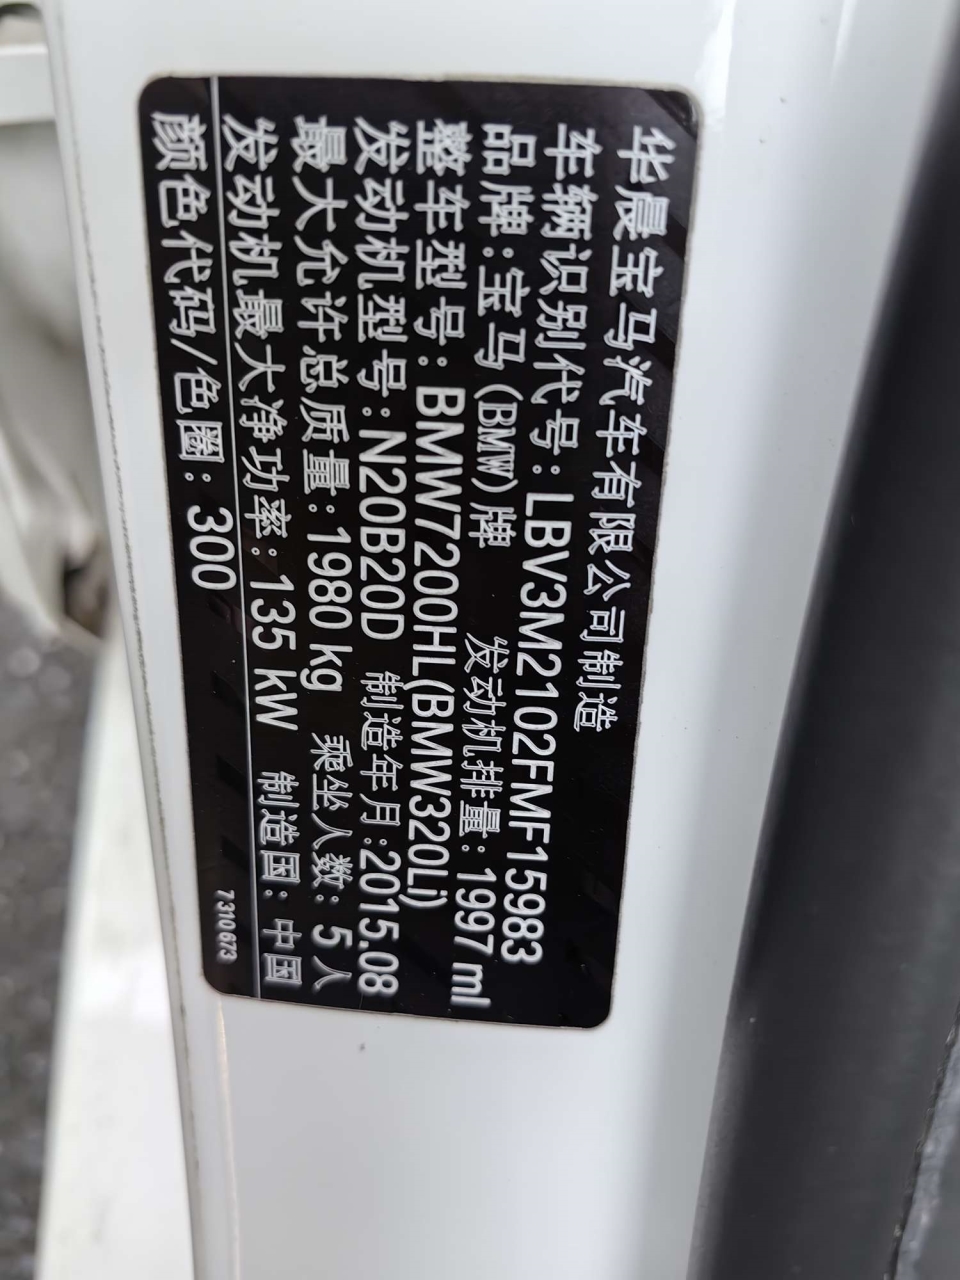 华晨宝马汽车有限公司制造
车辆识别代号:LBV3M2102FMF15983
品牌:宝马(BMW)牌 发动机排量:1997 ml
整车型号:BMW7200HL(BMW320Li)
发动机型号:N20B20D 制造年月:2015.08
最大允许总质量:1980 kg 乘坐人数:5人
发动机最大净功率:135 kW 制造国:中国
颜色代码/色圈:300
7310673